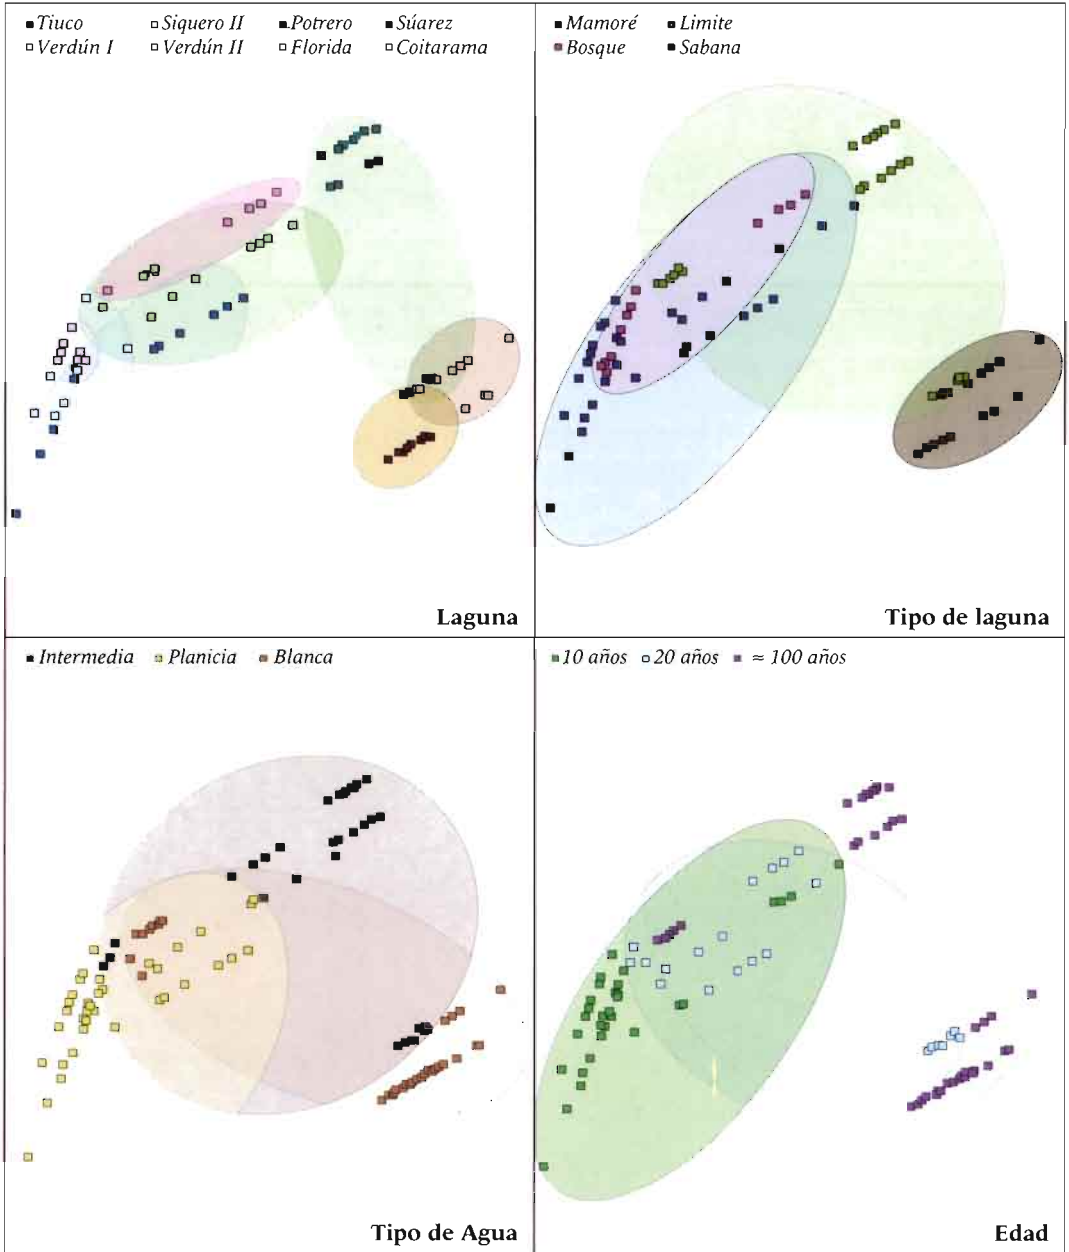 Tiuco Siquero II Potrero Súarez
Verdún I Verdún II Florida Coitarama
Laguna
Mamoré Limite
Bosque Sabana
Tipo de laguna
Intermedia Planicia Blanca
Tipo de Agua
10 años 20 años ≈ 100 años
Edad